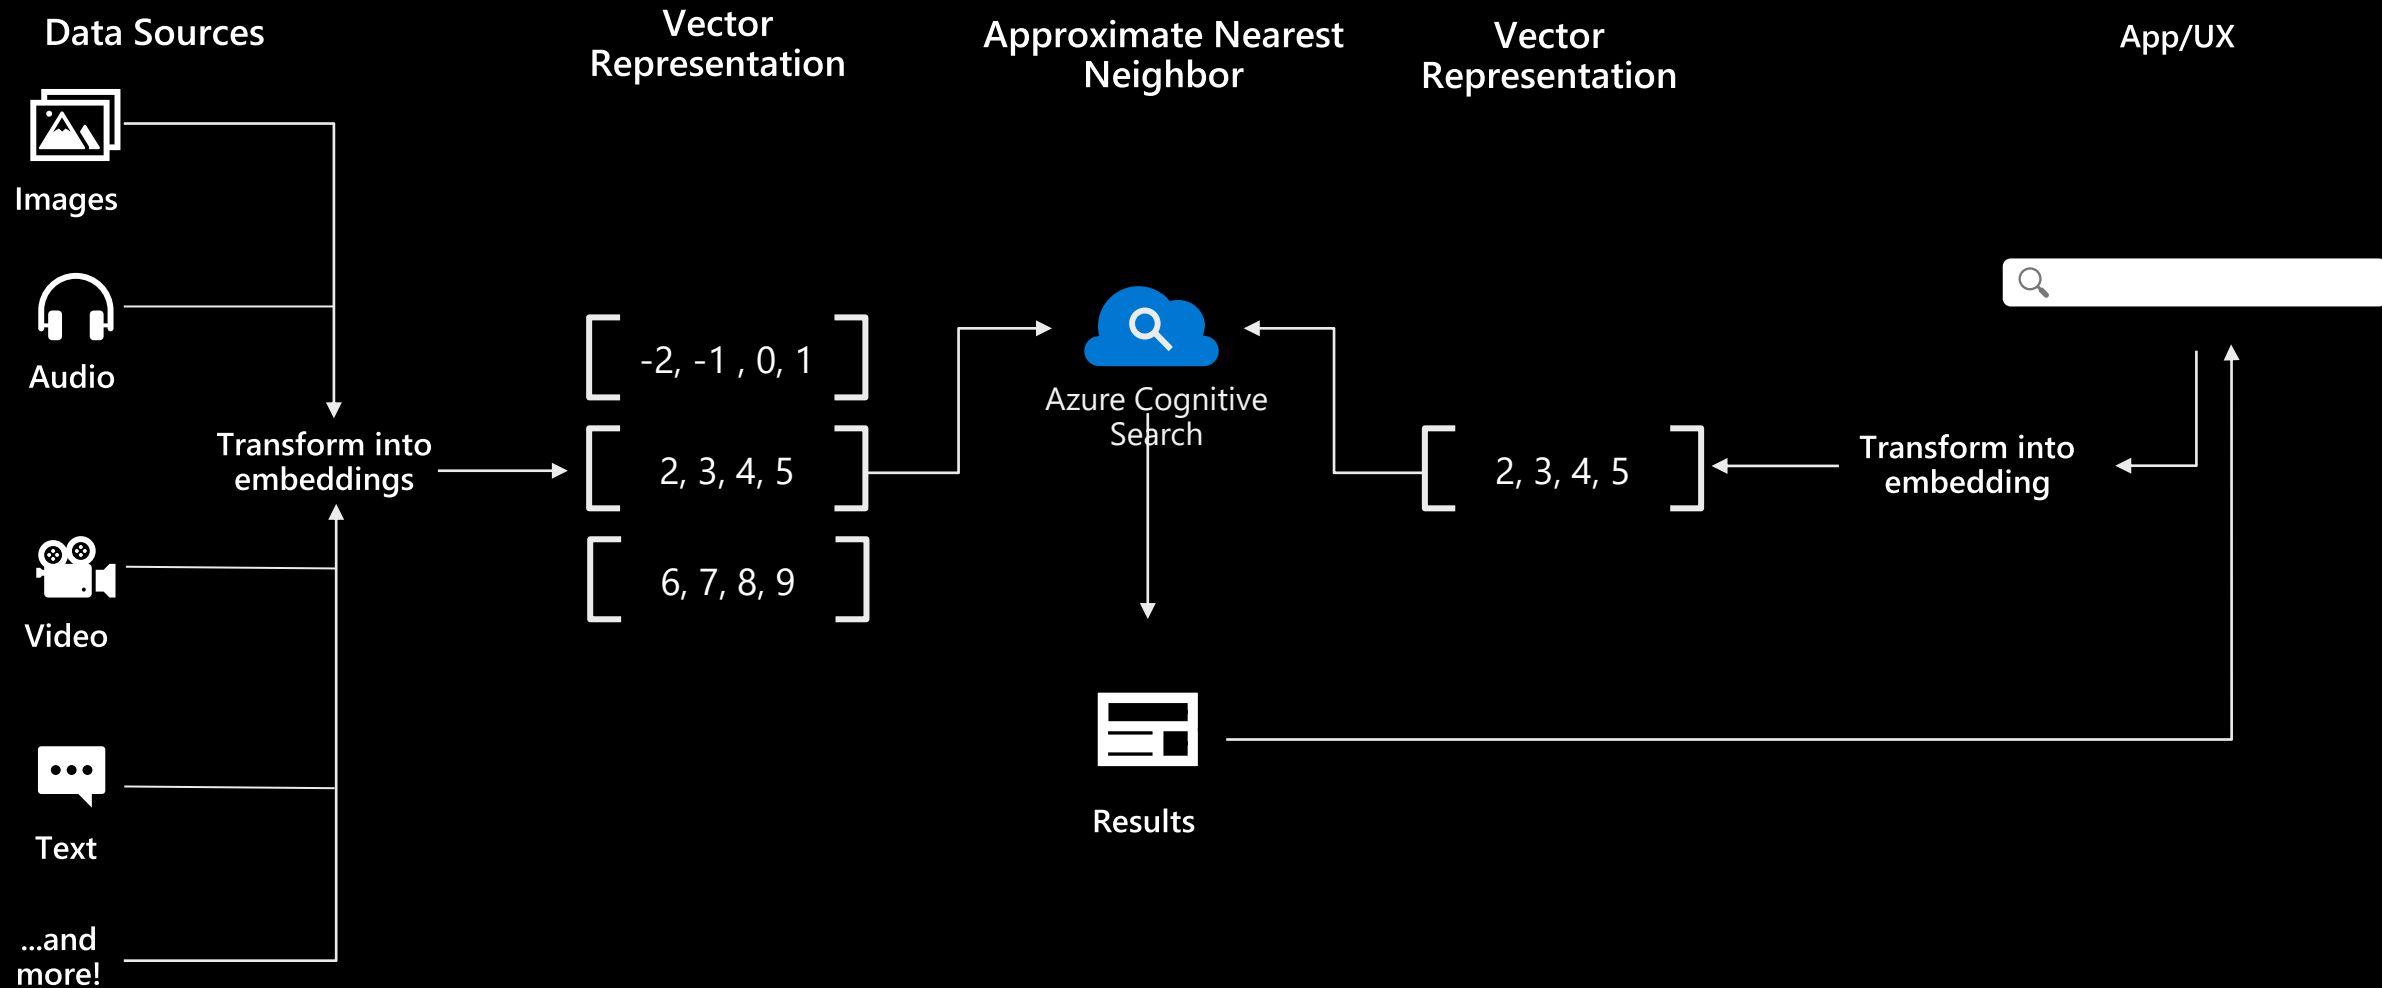 Data Sources
Vector
Representation
Approximate Nearest
Neighbor
Vector
Representation
App/UX
Images
Audio
Transform into
embeddings
Video
Text
...and
more!
-2, -1 , 0, 1
2, 3, 4, 5
6, 7, 8, 9
Azure Cognitive
Search
Results
2, 3, 4, 5
Transform into
embedding